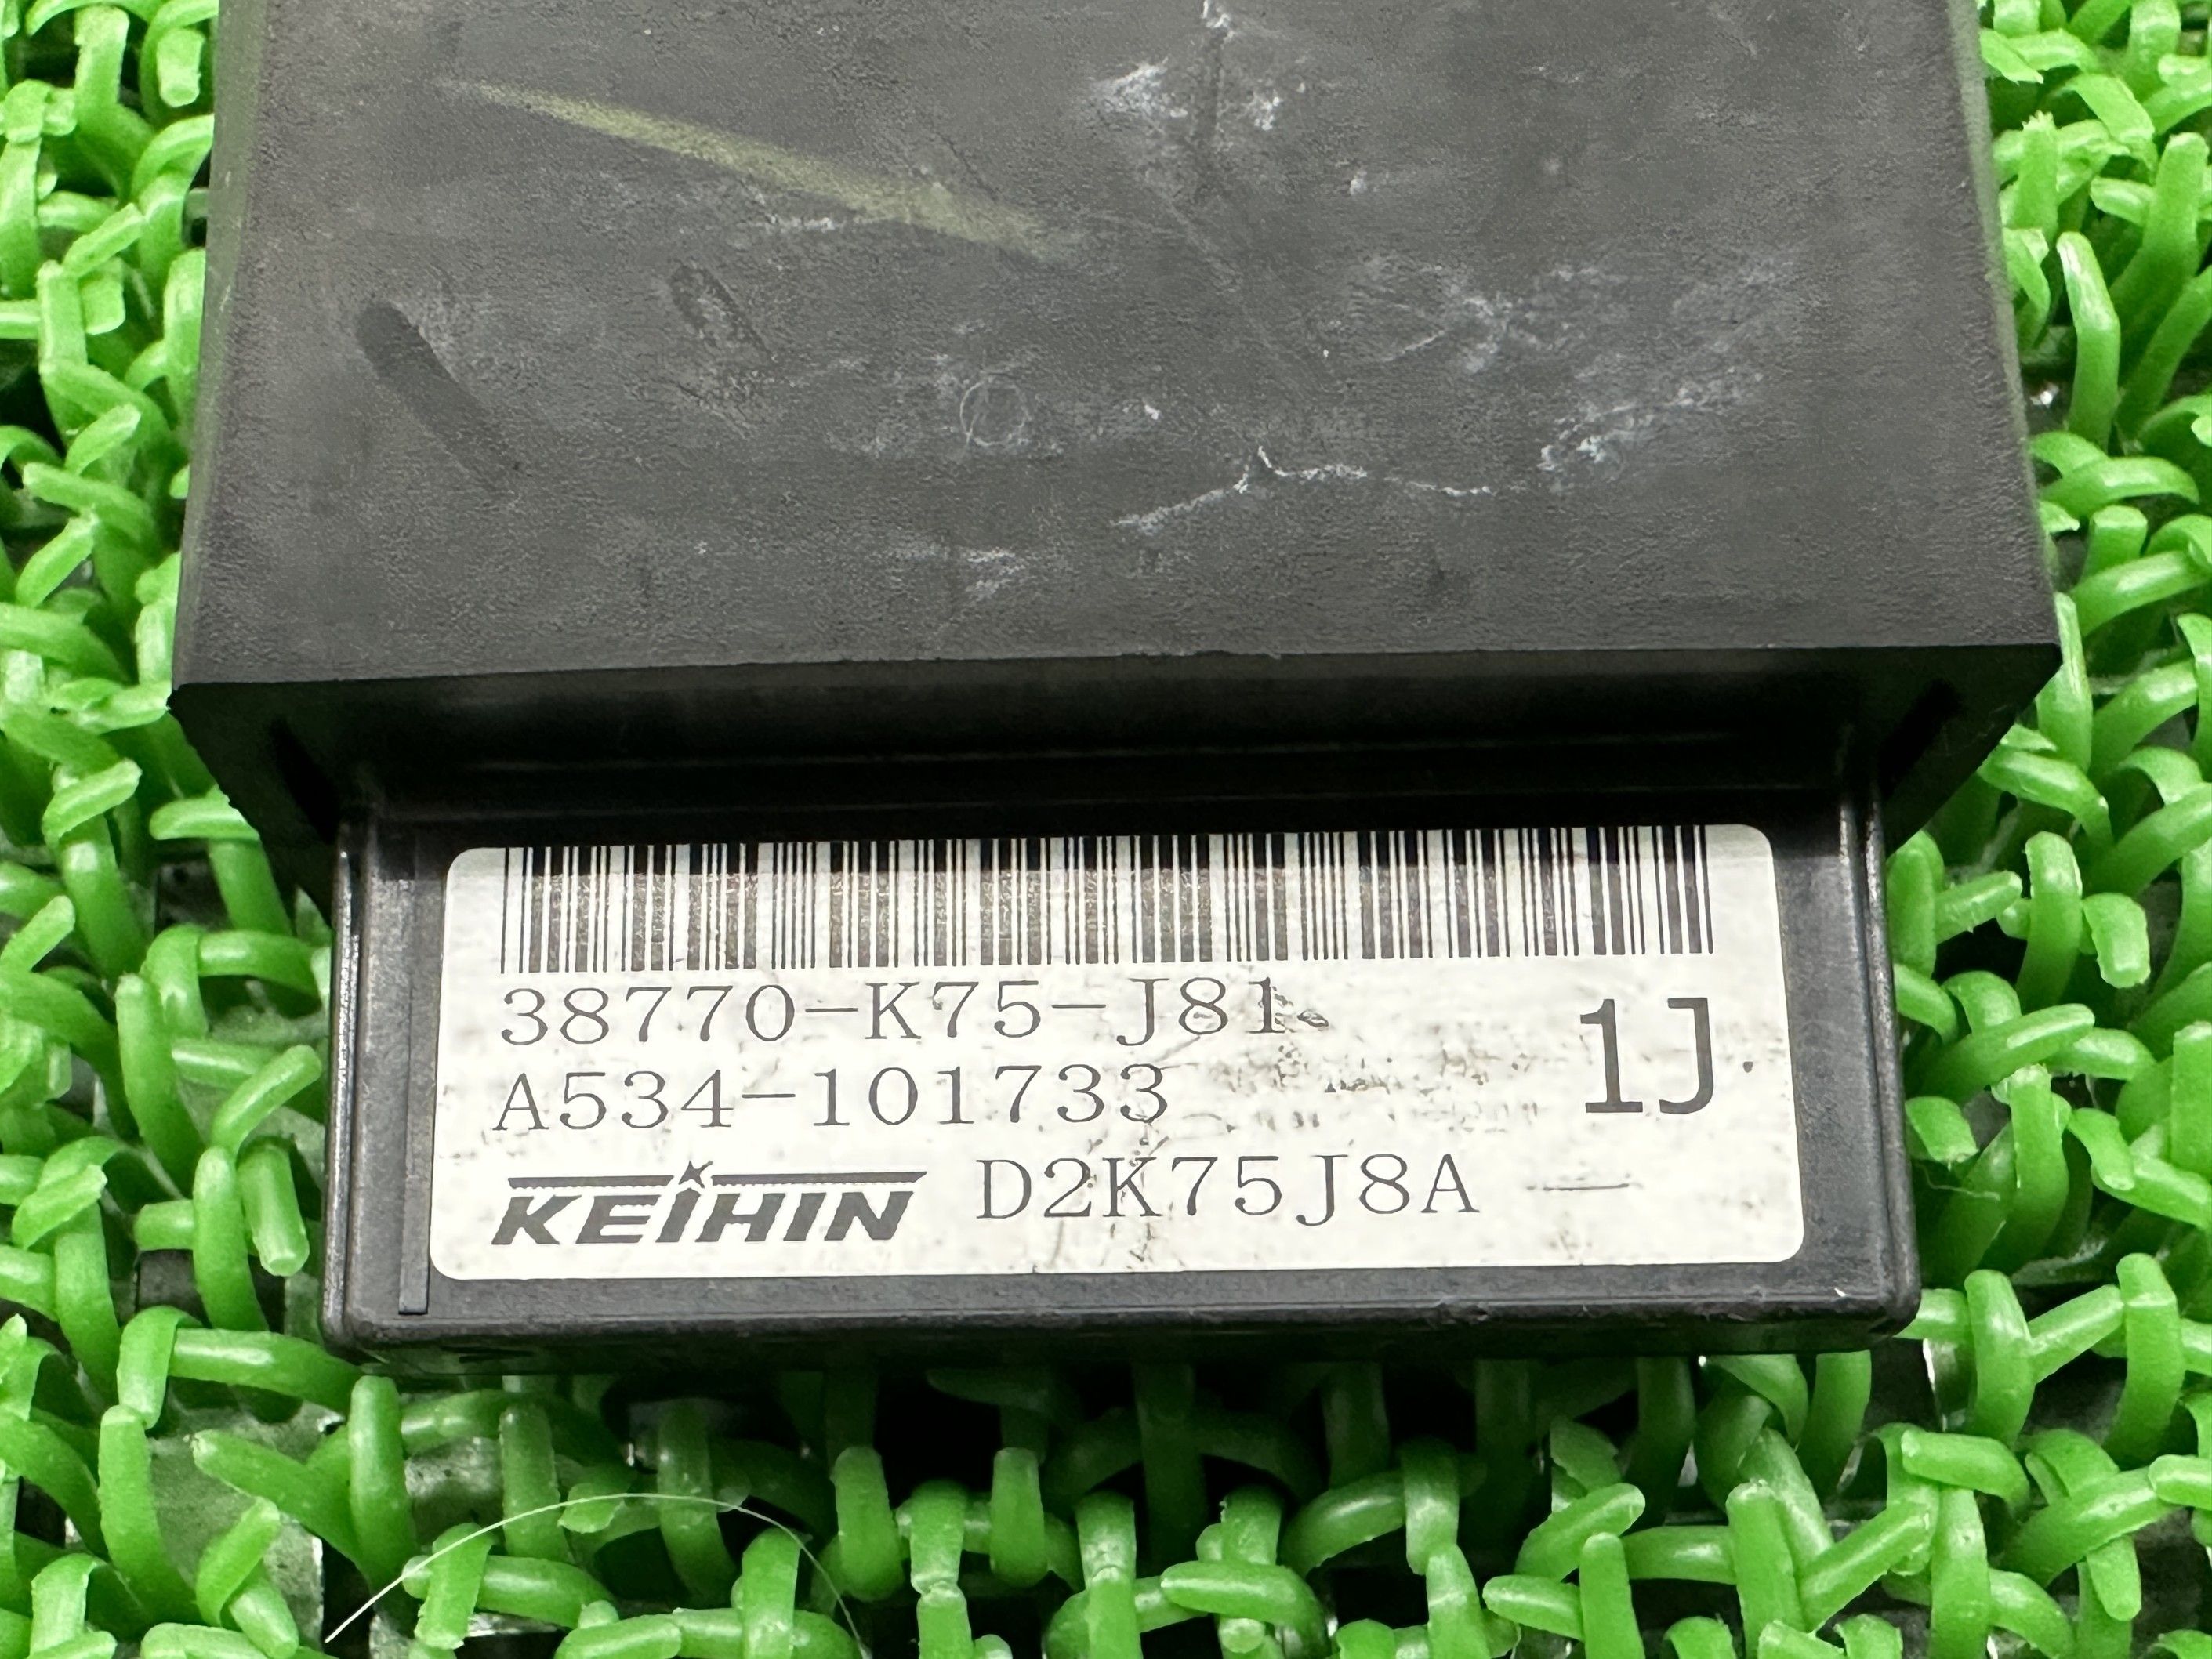 38770-K75-J81
A534-101733
1J
KEIHIN D2K75J8A —